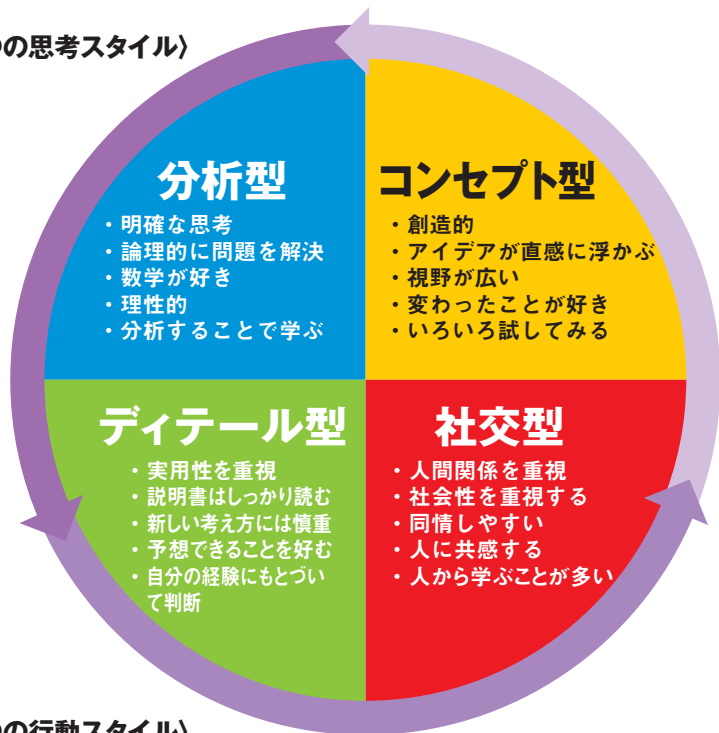 の思考スタイル〉
分析型
・明確な思考
・論理的に問題を解決
・数学が好き
・理性的
・分析することで学ぶ
コンセプト型
・創造的
・アイデアが直感に浮かぶ
・視野が広い
・変わったことが好き
・いろいろ試してみる
ディテール型
・実用性を重視
・説明書はしっかり読む
・新しい考え方には慎重
・予想できることを好む
・自分の経験にもとづい
て判断
社交型
・人間関係を重視
・社会性を重視する
・同情しやすい
・人に共感する
・人から学ぶことが多い
の行動スタイル〉